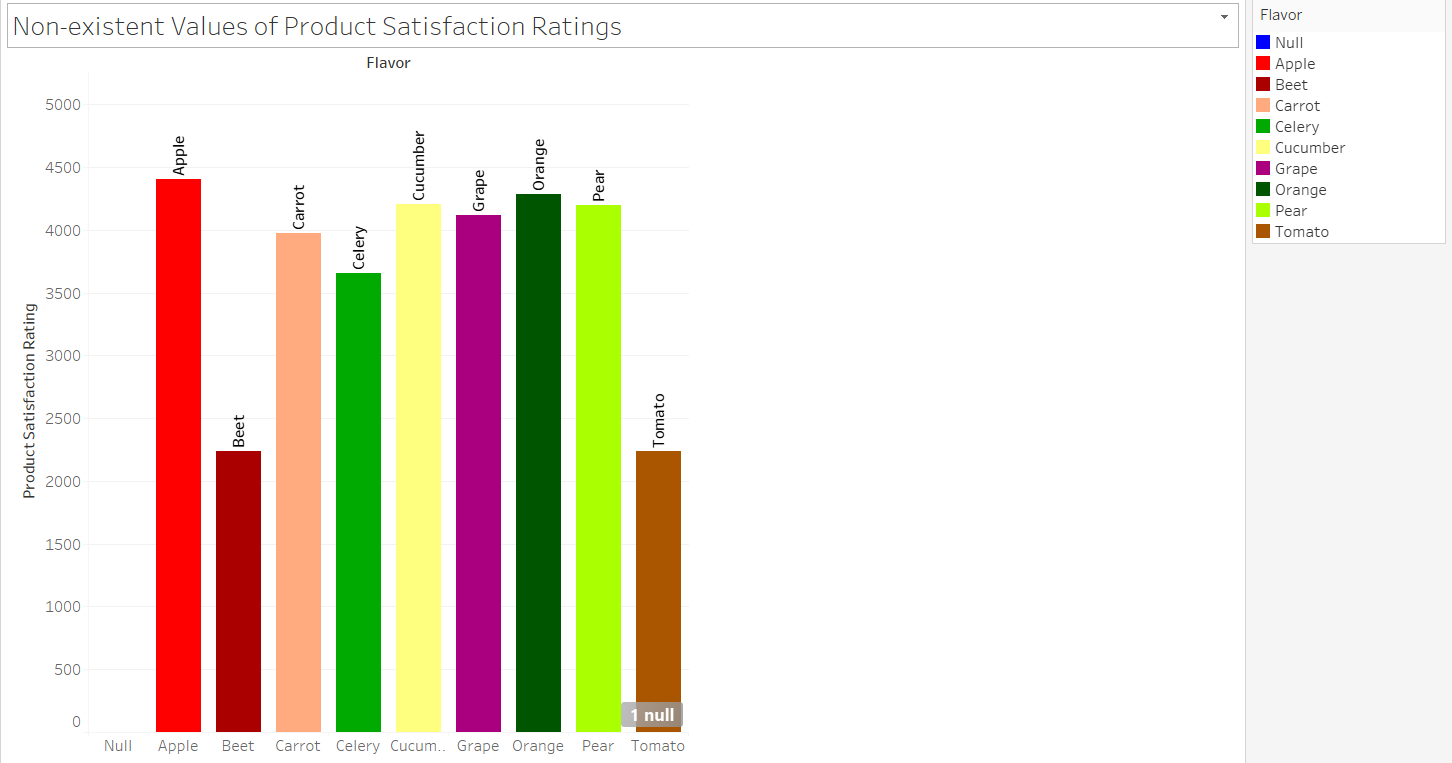 Non-existent Values of Product Satisfaction Ratings
Flavor
Product Satisfaction Rating
5000
4500
4000
3500
3000
2500
2000
1500
1000
500
0
Apple
Beet
Carrot
Celery
Cucumber
Grape
Orange
Pear
Tomato
1 null
Null
Apple
Beet
Carrot
Celery
Cucum..
Grape
Orange
Pear
Tomato
Flavor
Null
Apple
Beet
Carrot
Celery
Cucumber
Grape
Orange
Pear
Tomato